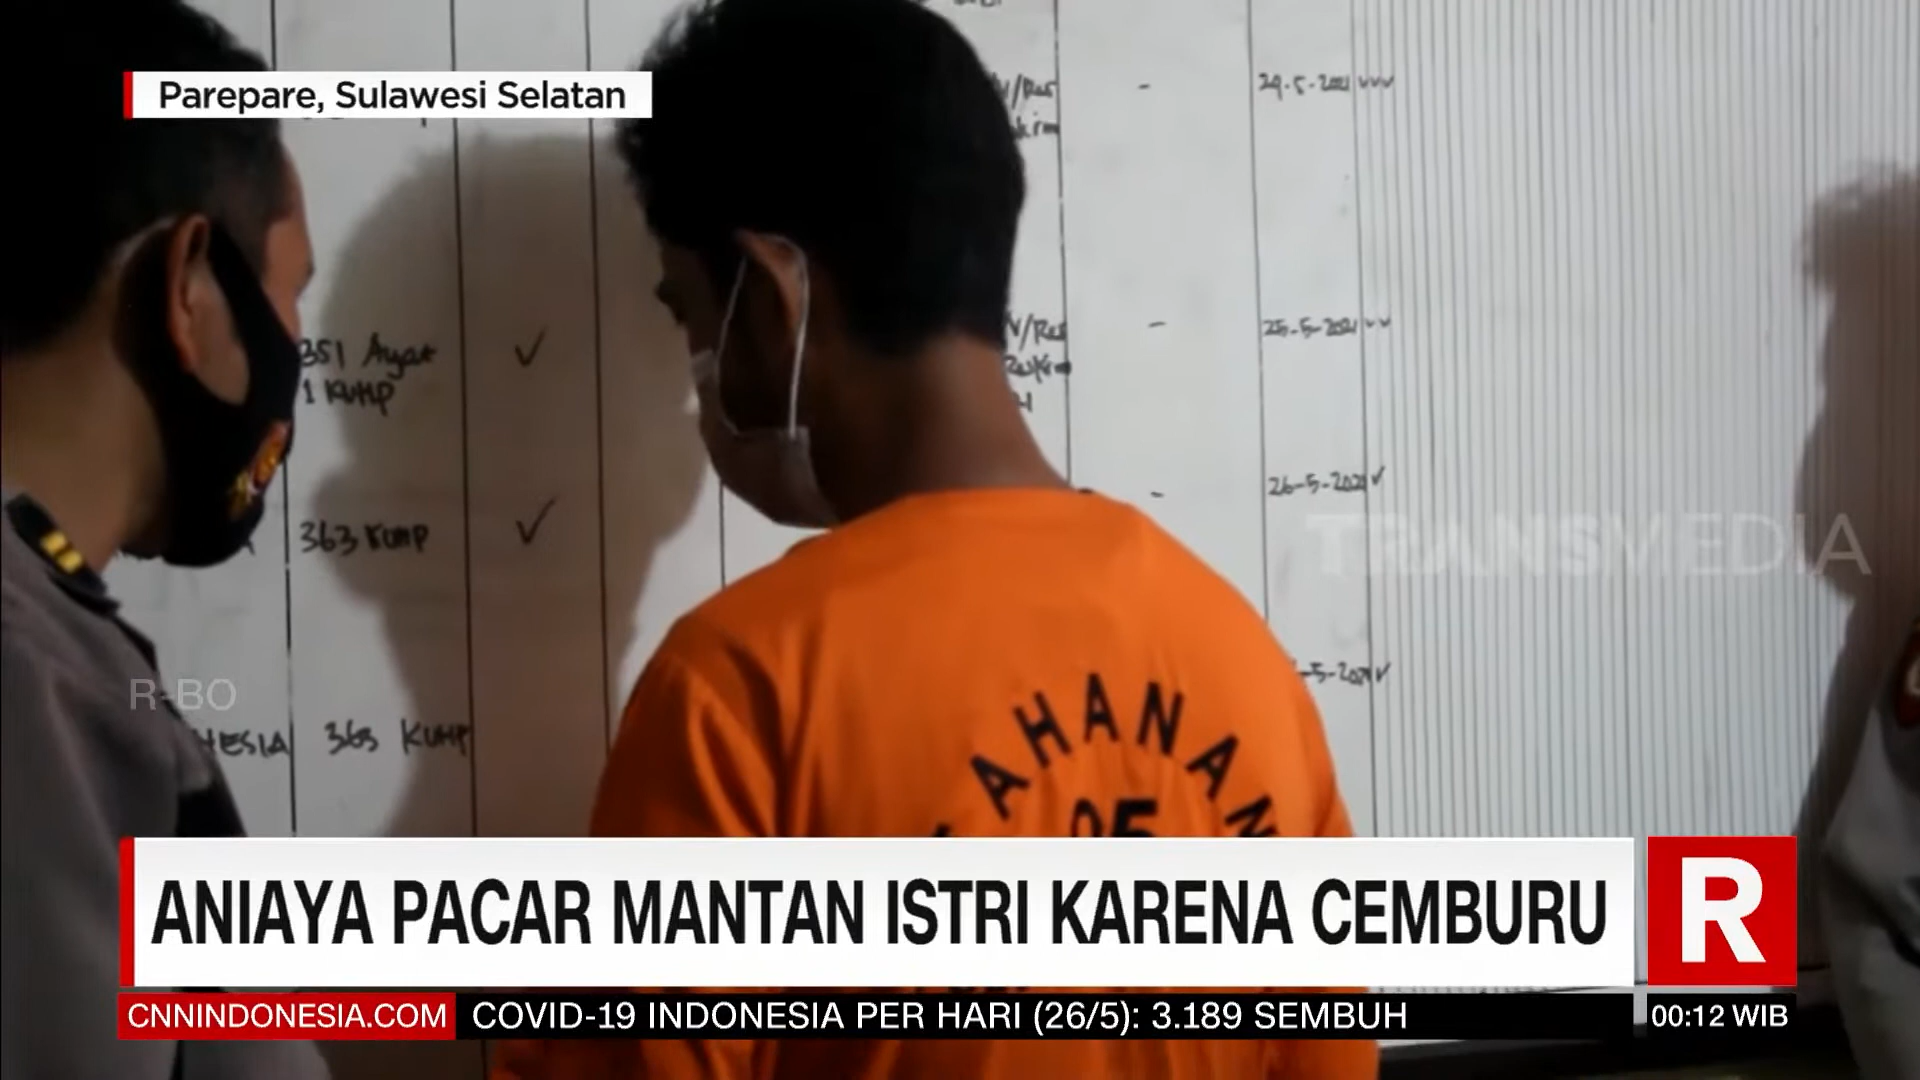 Parepare, Sulawesi Selatan
29-5-2021
351 Ayat
1 KUHP
25-5-2021
363 KUHP
26-5-2021
TRANSMEDIA
R-BO
NESIA 363 KUHP
TAHANAN
ANIAYA PACAR MANTAN ISTRI KARENA CEMBURU
R
CNNINDONESIA.COM COVID-19 INDONESIA PER HARI (26/5): 3.189 SEMBUH 00:12 WIB